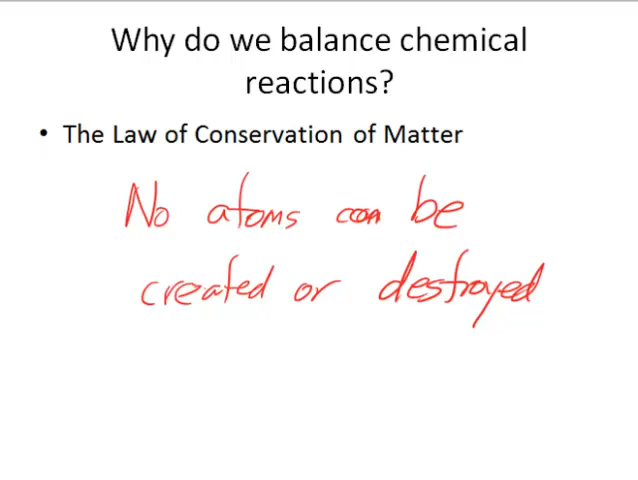 Why do we balance chemical
reactions?
• The Law of Conservation of Matter
No atoms can be
created or destroyed